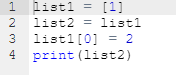 1 list1 = [1]
2 list2 = list1
3 list1[0] = 2
4 print(list2)